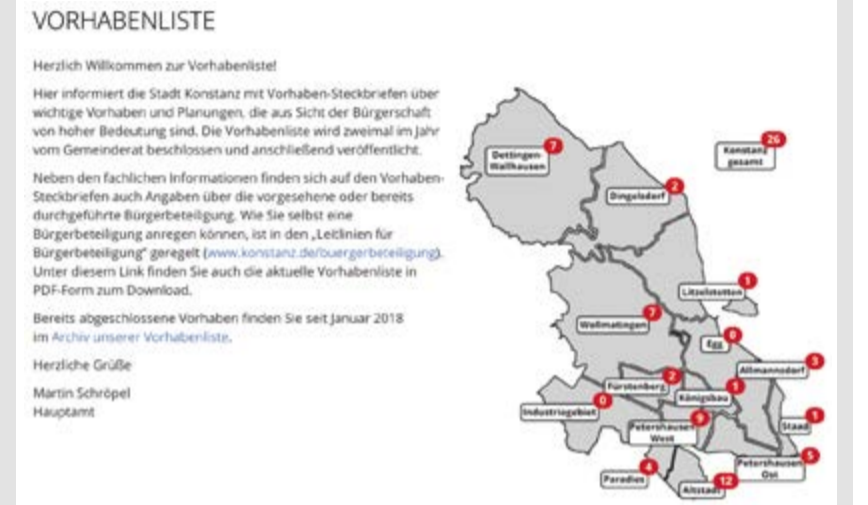 VORHABENLISTE
Herzlich Willkommen zur Vorhabenliste!
Hier informiert die Stadt Konstanz mit Vorhaben-Steckbriefen über
wichtige Vorhaben und Planungen, die aus Sicht der Bürgerschaft
von hoher Bedeutung sind. Die Vorhabenliste wird zweimal im Jahr
vom Gemeinderat beschlossen und anschließend veröffentlicht.
Neben den fachlichen Informationen finden sich auf den Vorhaben-
Steckbriefen auch Angaben über die vorgesehene oder bereits
durchgeführte Bürgerbeteiligung. Wie Sie selbst eine
Bürgerbeteiligung anregen können, ist in den „Leitlinien für
Bürgerbeteiligung" geregelt (www.konstanz.de/buergerbeteiligung).
Unter diesem Link finden Sie auch die aktuelle Vorhabenliste in
PDF-Form zum Download.
Bereits abgeschlossene Vorhaben finden Sie seit Januar 2018
im Archiv unserer Vorhabenliste.
Herzliche Grüße
Martin Schröpel
Hauptamt
7
Dettingen-
Wallhausen
26
Konstanz
gesamt
2
Dingelsdorf
1
Litzelstetten
7
Wollmatingen
0
Egg
3
Allmannsdorf
2
Fürstenberg
1
Königsbau
0
Industriegebiet
9
Petershausen
West
1
Staad
5
Petershausen
Ost
4
Paradies
12
Altstadt